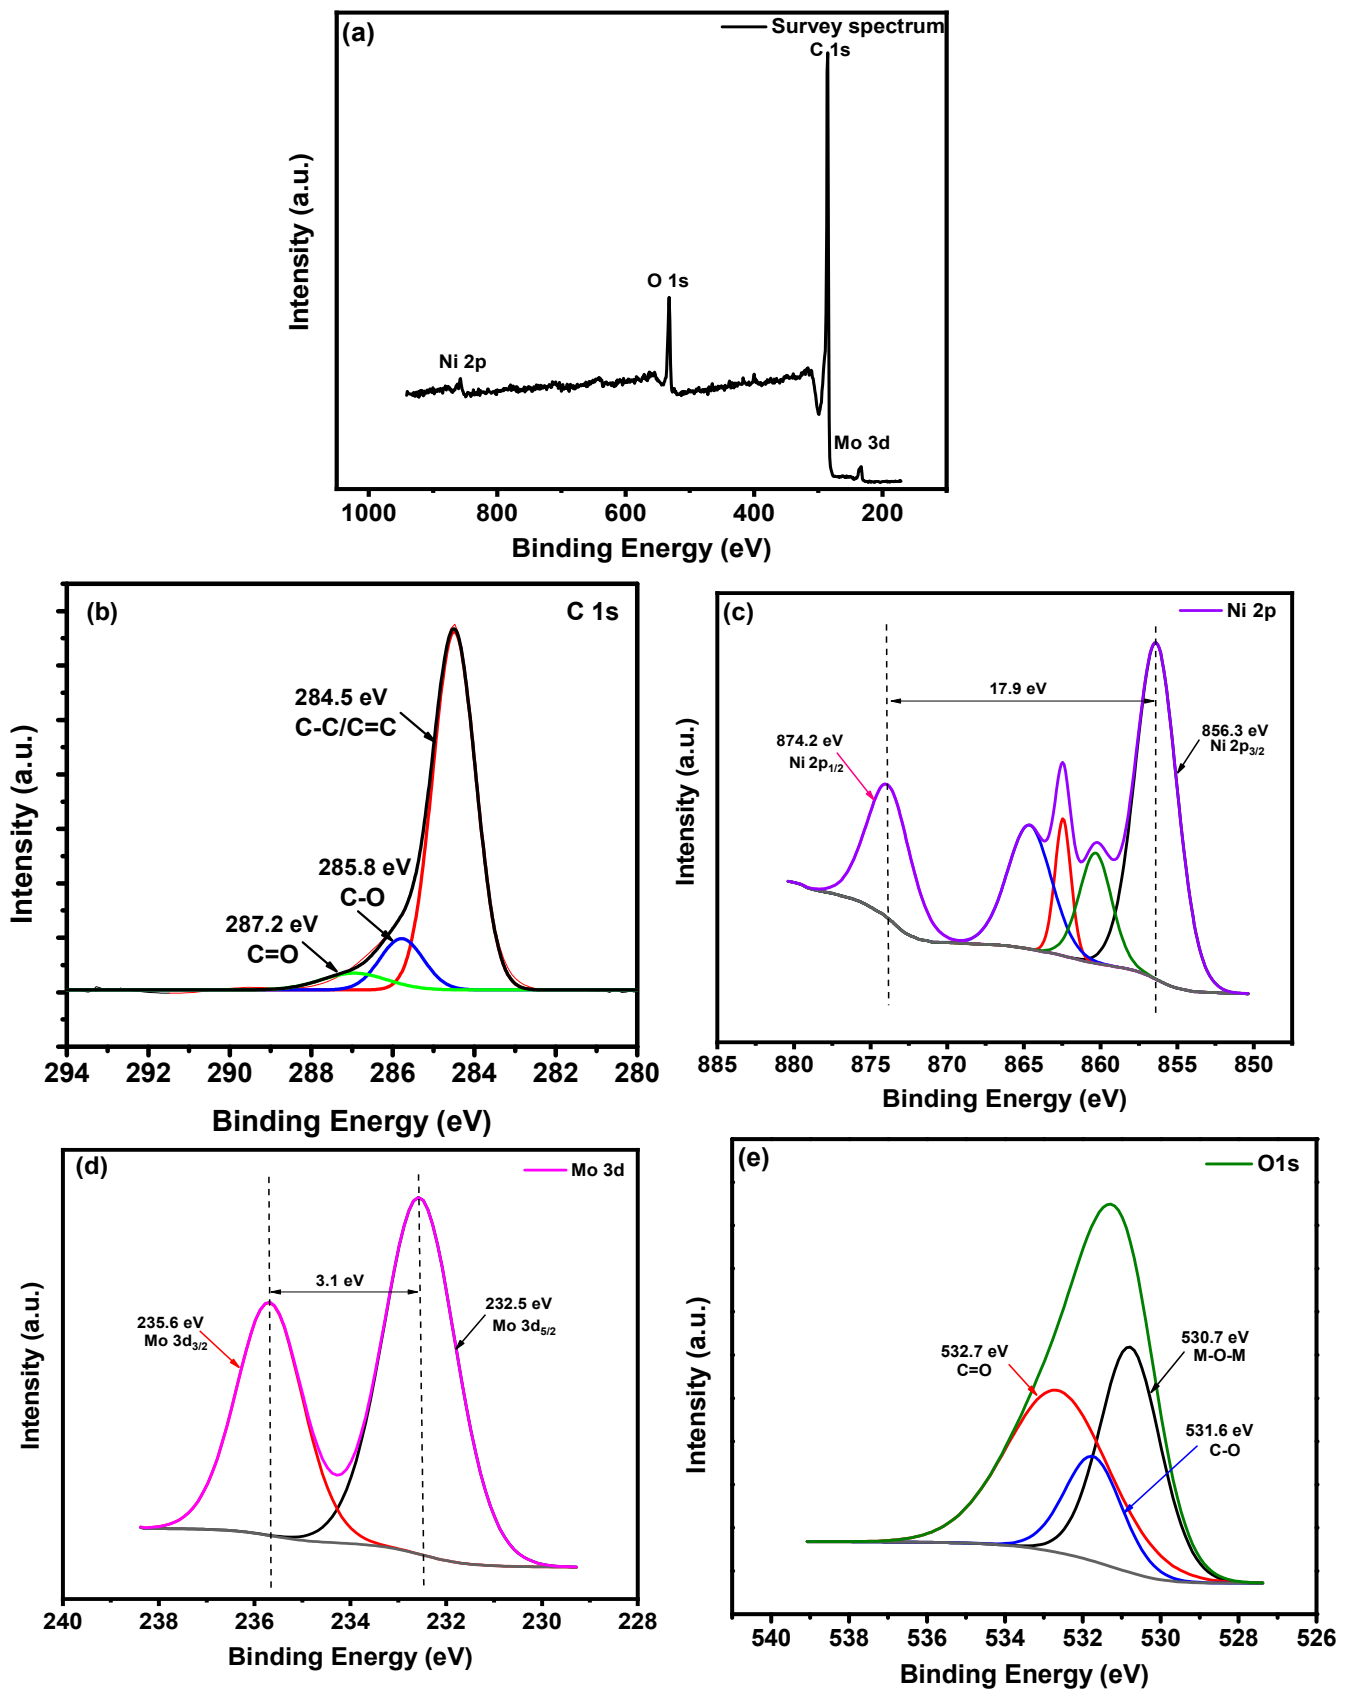 (a)
Survey spectrum
C 1s
O 1s
Ni 2p
Mo 3d
Intensity (a.u.)
1000 800 600 400 200
Binding Energy (eV)
(b)
C 1s
284.5 eV
C-C/C=C
285.8 eV
C-O
287.2 eV
C=O
Intensity (a.u.)
294 292 290 288 286 284 282 280
Binding Energy (eV)
(c)
Ni 2p
17.9 eV
874.2 eV
Ni 2p1/2
856.3 eV
Ni 2p3/2
Intensity (a.u.)
885 880 875 870 865 860 855 850
Binding Energy (eV)
(d)
Mo 3d
3.1 eV
235.6 eV
Mo 3d3/2
232.5 eV
Mo 3d5/2
Intensity (a.u.)
240 238 236 234 232 230 228
Binding Energy (eV)
(e)
O1s
532.7 eV
C=O
530.7 eV
M-O-M
531.6 eV
C-O
Intensity (a.u.)
540 538 536 534 532 530 528 526
Binding Energy (eV)